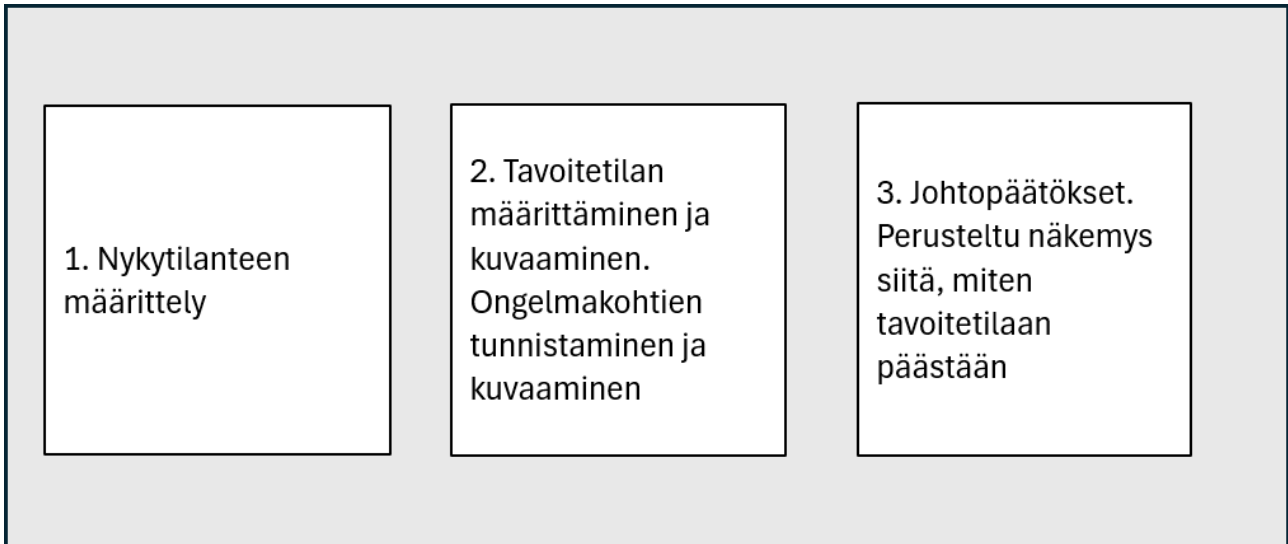 1. Nykytilanteen
määrittely
2. Tavoitetilan
määrittäminen ja
kuvaaminen.
Ongelmakohtien
tunnistaminen ja
kuvaaminen
3. Johtopäätökset.
Perusteltu näkemys
siitä, miten
tavoitetilaan
päästään